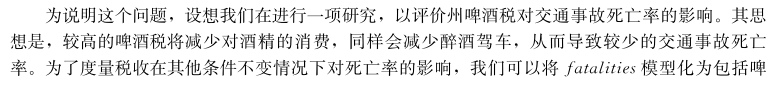 为说明这个问题，设想我们在进行一项研究，以评价州啤酒税对交通事故死亡率的影响。其思
想是，较高的啤酒税将减少对酒精的消费，同样会减少醉酒驾车，从而导致较少的交通事故死亡
率。为了度量税收在其他条件不变情况下对死亡率的影响，我们可以将 fatalities 模型化为包括啤